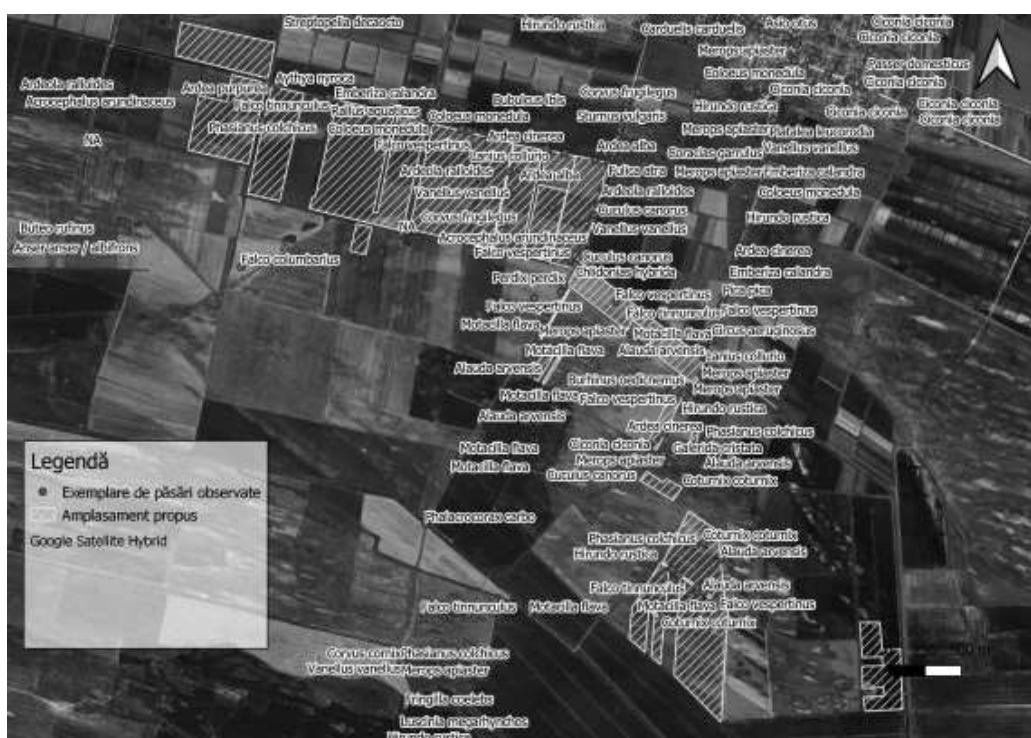 Streptopelia decaocto
Hirundo rustica
Carduelis carduelis
Asio otus
Ciconia ciconia
Ciconia ciconia
Merops apiaster
Passer domesticus
Coloeus monedula
Ciconia ciconia
Ciconia ciconia
Ardeola ralloides
Aythya nyroca
Ardea purpurea
Emberiza calandra
Corvus frugilegus
Acrocephalus arundinaceus
Bubulcus ibis
Falco tinnunculus
Hirundo rustica
Ciconia ciconia
Rallus aquaticus
Coloeus monedula
Sturnus vulgaris
Ciconia ciconia
Ciconia ciconia
Phasianus colchicus
Coloeus monedula
Merops apiaster
Platalea leucorodia
NA
Ardea cinerea
Falco vespertinus
Ardea alba
Coracias garrulus
Vanellus vanellus
Lanius collurio
Ardeola ralloides
Ardea alba
Fulica atra
Merops apiaster
Emberiza calandra
Vanellus vanellus
Ardeola ralloides
Coloeus monedula
Corvus frugilegus
Cuculus canorus
Hirundo rustica
Buteo rufinus
NA
Vanellus vanellus
Acrocephalus arundinaceus
Anser anser / albifrons
Falco vespertinus
Ardea cinerea
Falco columbarius
Cuculus canorus
Chlidonias hybrida
Emberiza calandra
Perdix perdix
Falco vespertinus
Pica pica
Falco vespertinus
Falco tinnunculus
Falco vespertinus
Motacilla flava
Merops apiaster
Motacilla flava
Circus aeruginosus
Motacilla flava
Alauda arvensis
Lanius collurio
Alauda arvensis
Merops apiaster
Burhinus oedicnemus
Merops apiaster
Motacilla flava
Falco vespertinus
Hirundo rustica
Alauda arvensis
Ardea cinerea
Phasianus colchicus
Motacilla flava
Ciconia ciconia
Galerida cristata
Merops apiaster
Alauda arvensis
Motacilla flava
Cuculus canorus
Coturnix coturnix
Legendă
Exemplare de păsări observate
Amplasament propus
Google Satellite Hybrid
Phalacrocorax carbo
Phasianus colchicus
Coturnix coturnix
Hirundo rustica
Alauda arvensis
Falco tinnunculus
Alauda arvensis
Falco tinnunculus
Motacilla flava
Motacilla flava
Falco vespertinus
Coturnix coturnix
Corvus cornix
Phasianus colchicus
Vanellus vanellus
Merops apiaster
Fringilla coelebs
Luscinia megarhynchos
Hirundo rustica